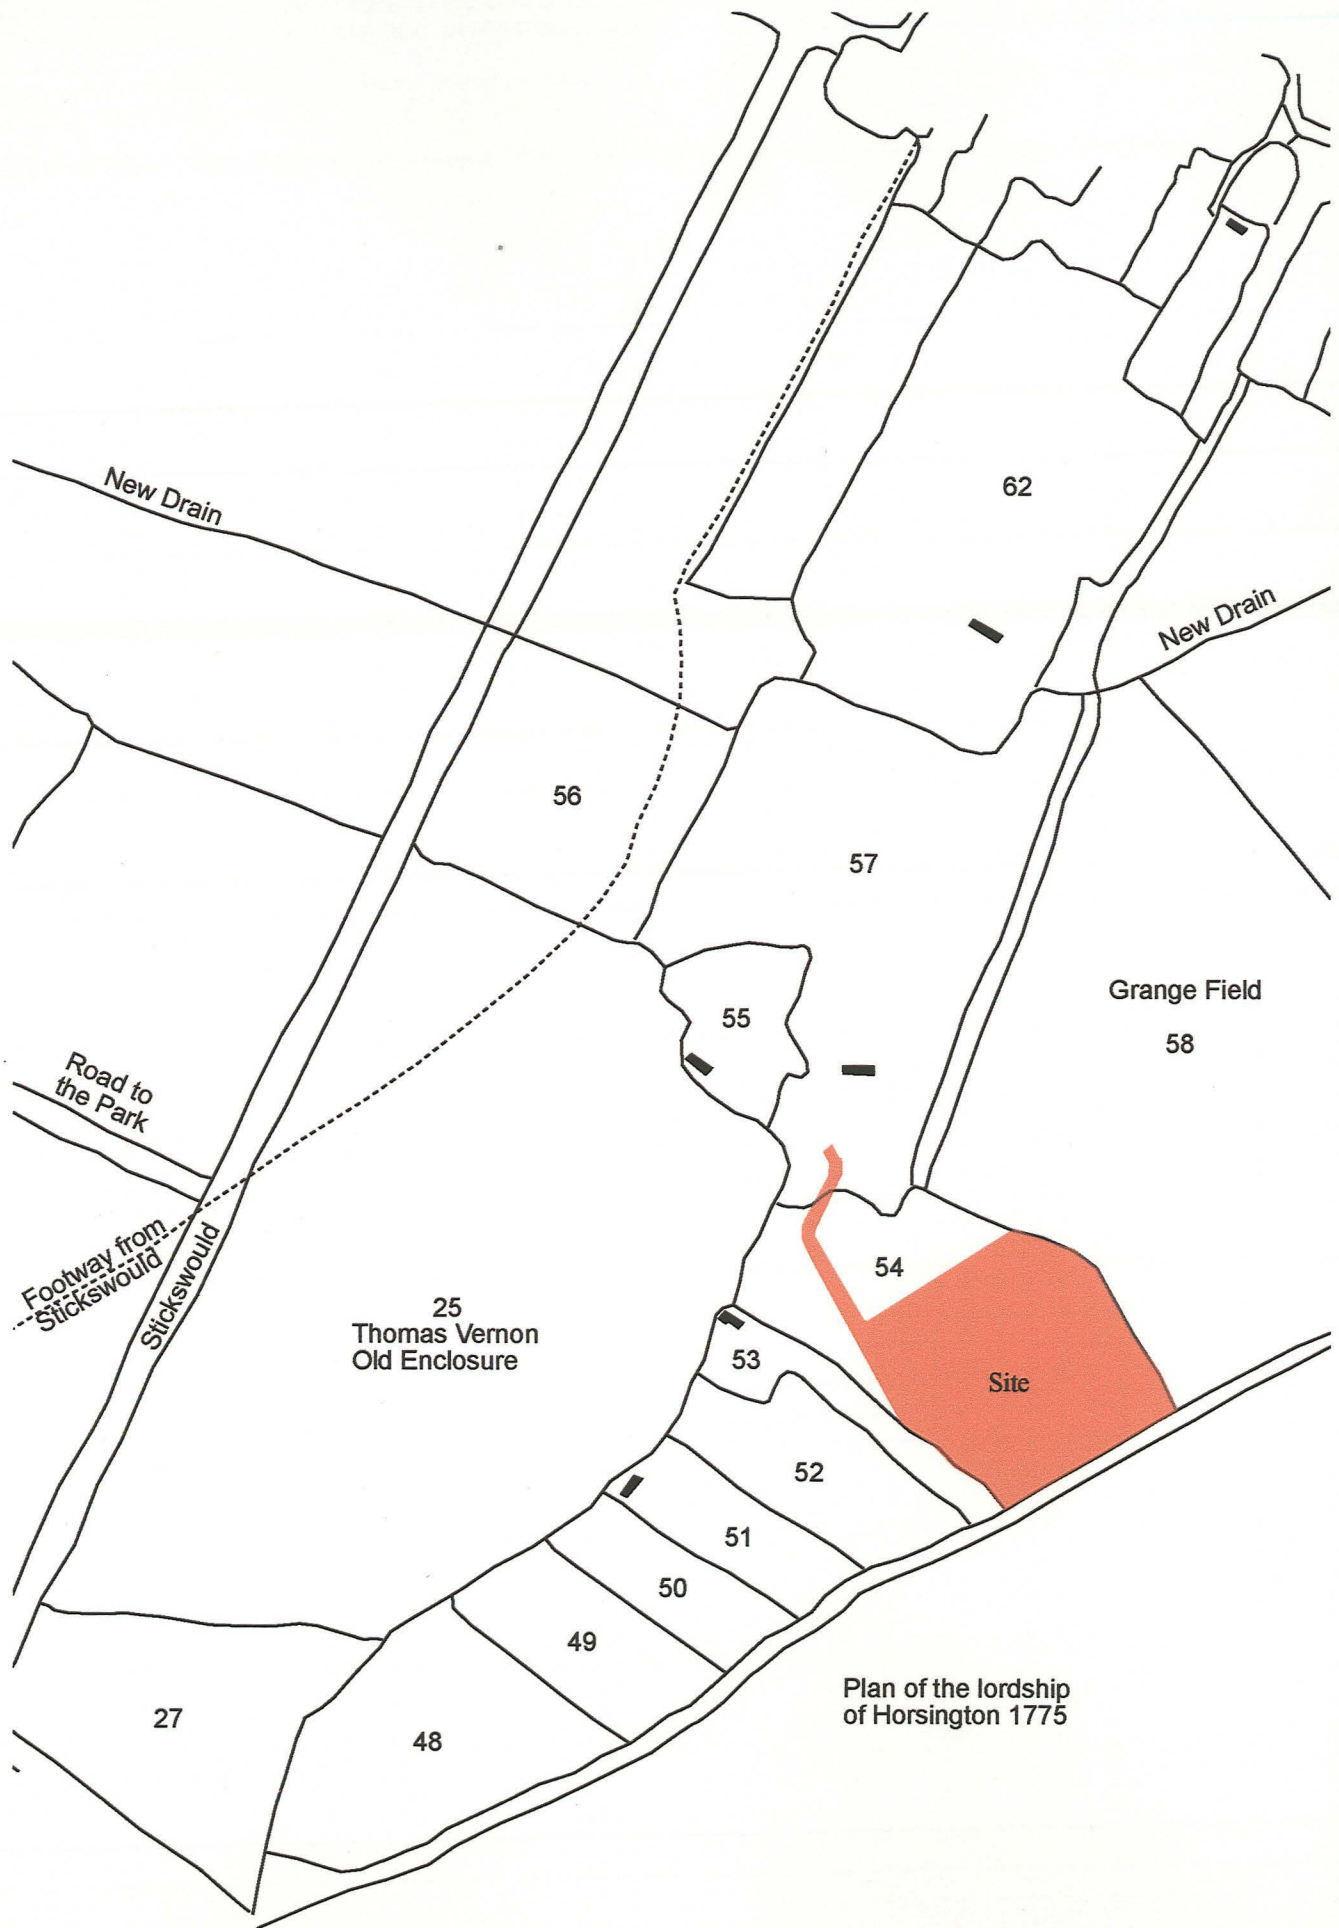 New Drain
62
New Drain
56
57
Grange Field
58
55
Road to
the Park
Footway from
Stickswould
Stickswould
54
25
Thomas Vernon
Old Enclosure
53
Site
52
51
50
49
Plan of the lordship
of Horsington 1775
27
48